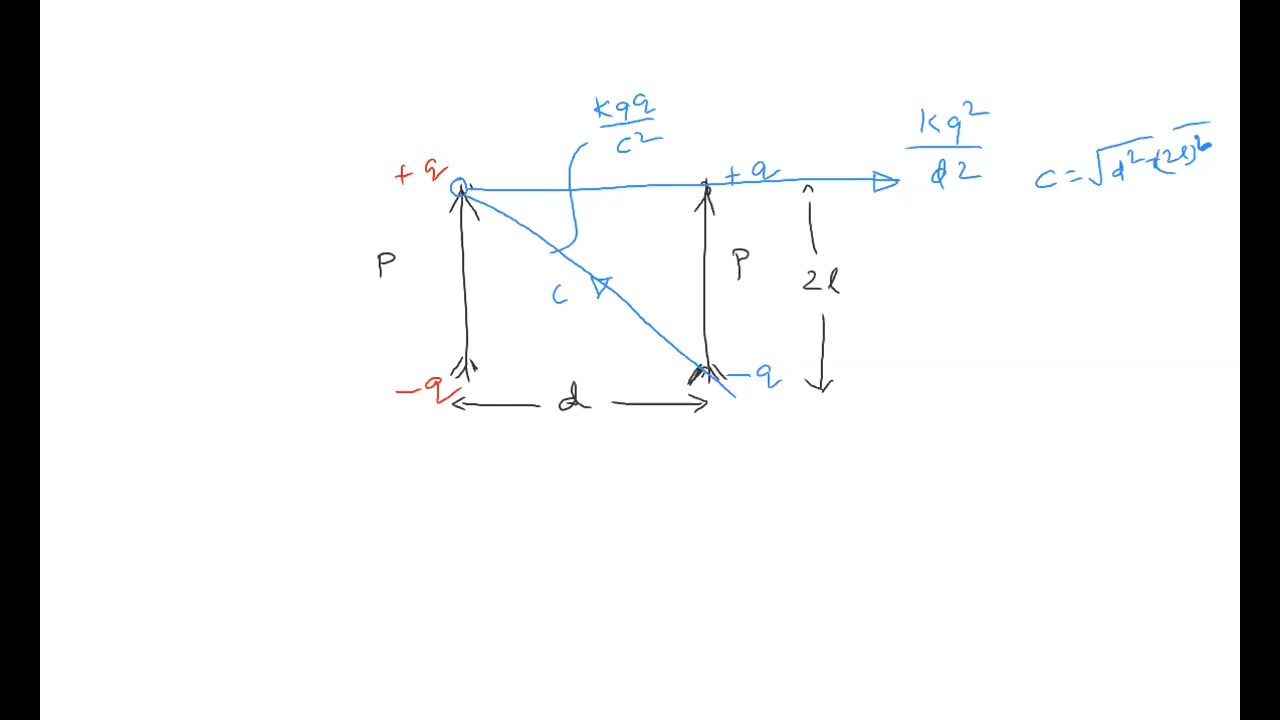 kqq
c²
kq²
d2
c = √d²-(2l)²
+q
+q
P
P
2l
c
-q
-q
d